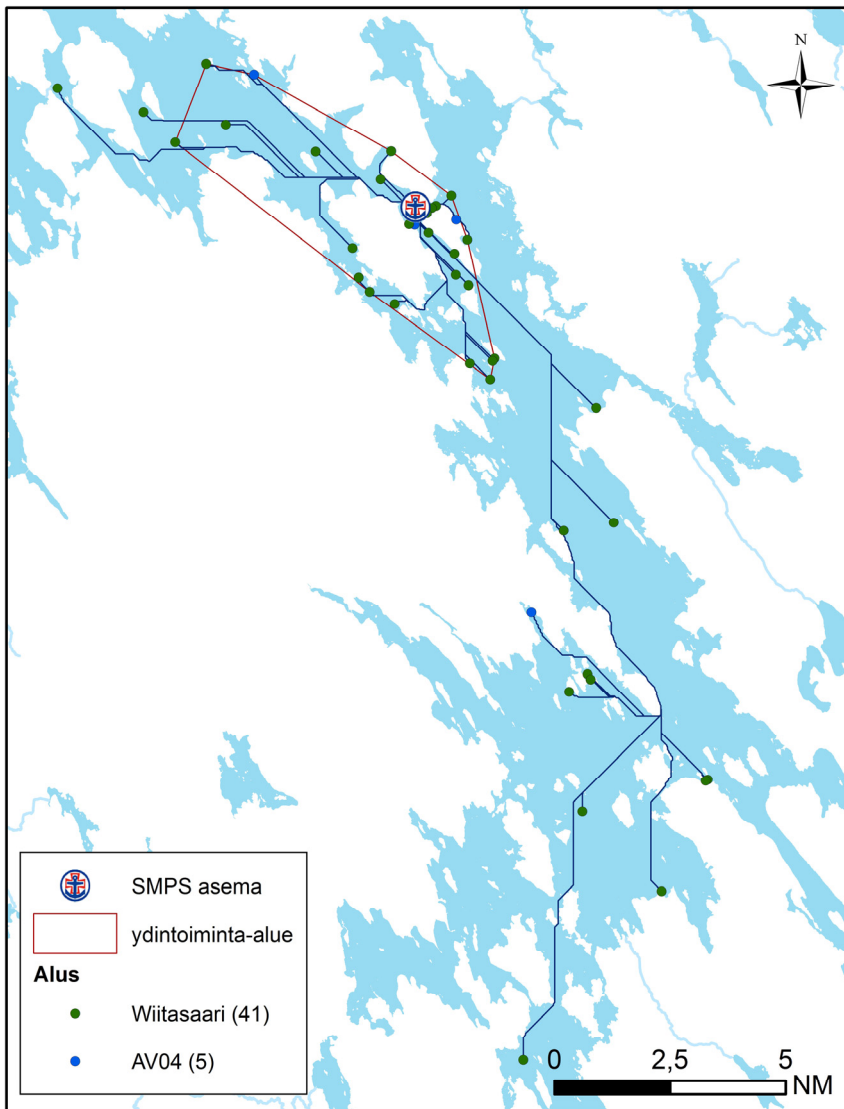 N
SMPS asema
ydintoiminta-alue
Alus
Wiitasaari (41)
AV04 (5)
0 2,5 5
NM